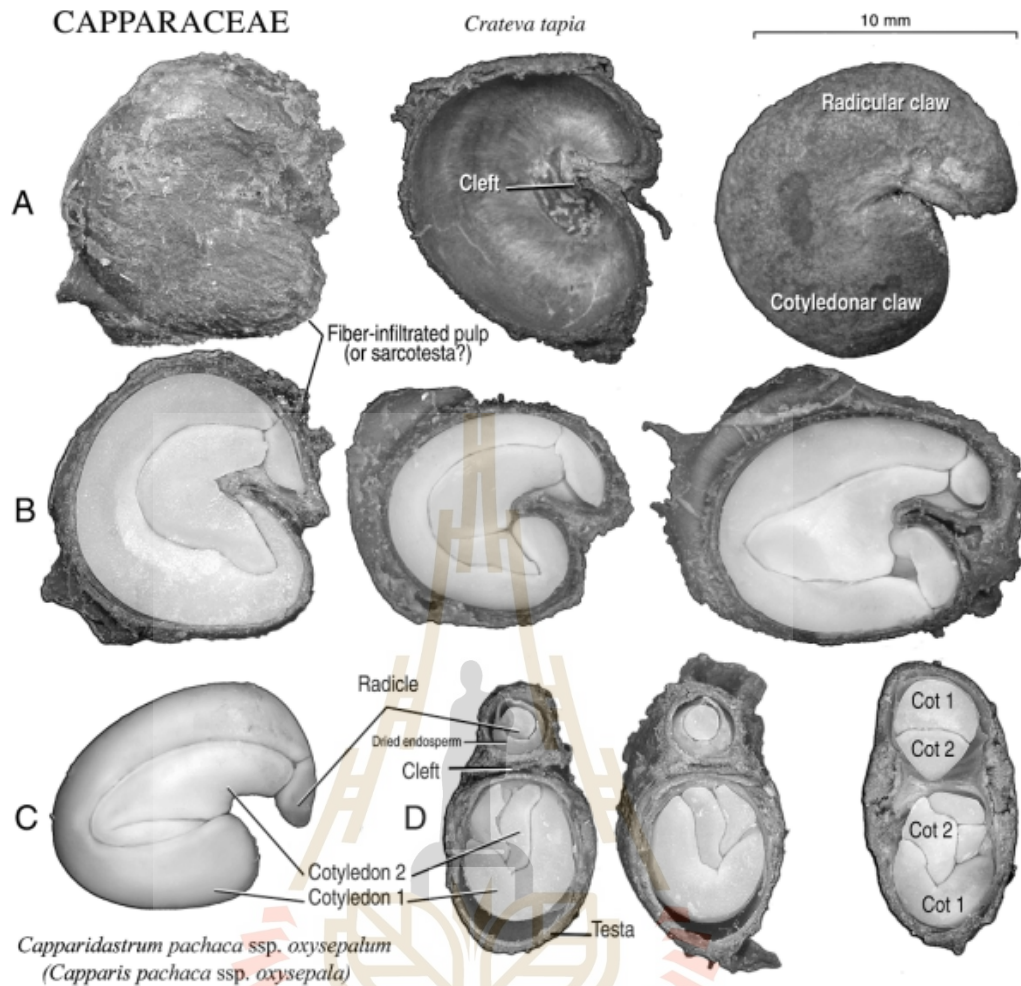 CAPPARACEAE
Crateva tapia
10 mm
A
Cleft
Radicular claw
Cotyledonar claw
Fiber-infiltrated pulp
(or sarcotesta?)
B
C
Radicle
Dried endosperm
Cleft
D
Cotyledon 2
Cotyledon 1
Testa
Cot 1
Cot 2
Cot 2
Cot 1
Capparidastrum pachaca ssp. oxysepalum
(Capparis pachaca ssp. oxysepala)